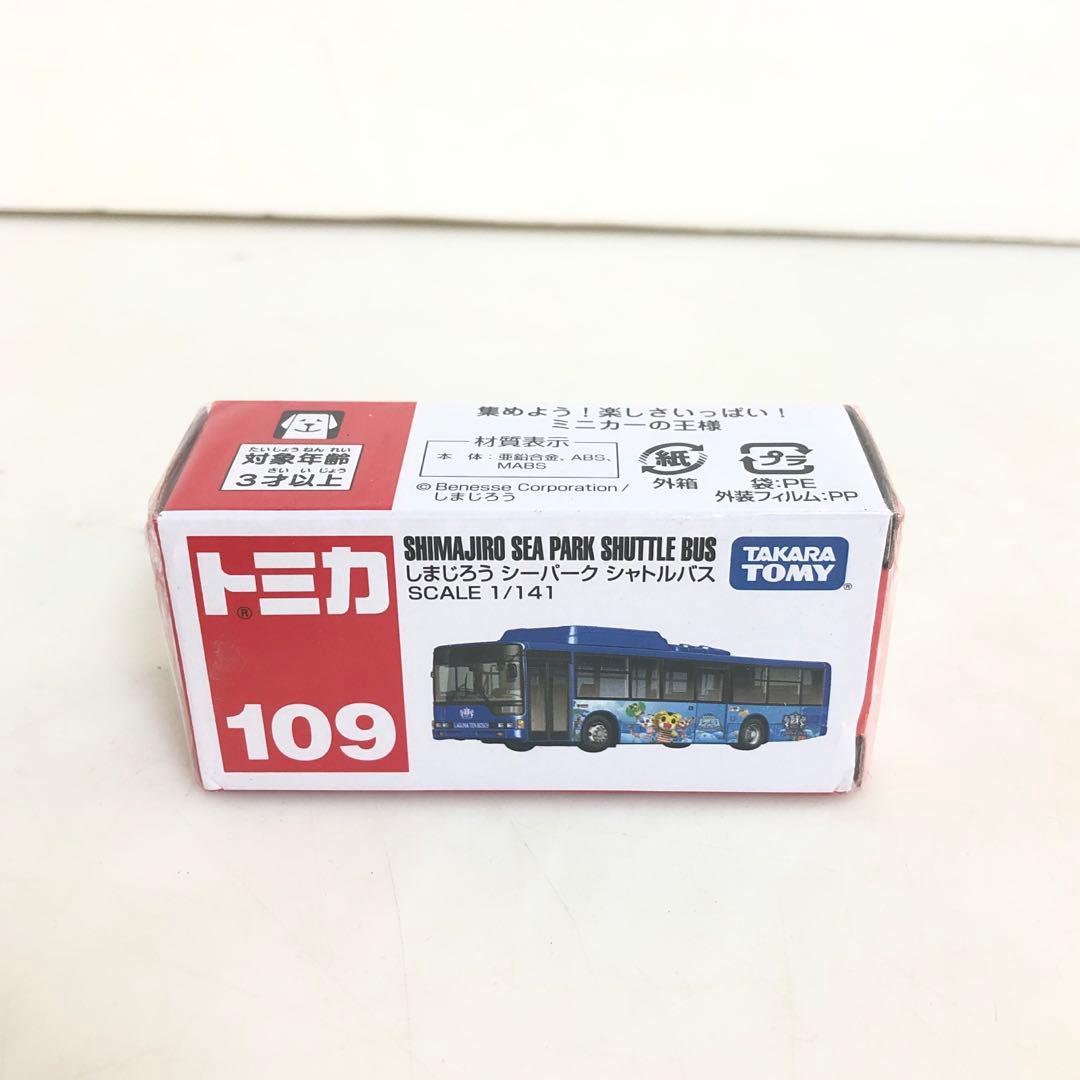 集めよう！楽しさいっぱい！
ミニカーの王様
たいしょうねんれい
対象年齢
さいいじょう
3才以上
材質表示
本体：亜鉛合金、ABS、
MABS
© Benesse Corporation /
しまじろう
紙
外箱
プラ
袋:PE
外装フィルム:PP
トミカ®
109
SHIMAJIRO SEA PARK SHUTTLE BUS
しまじろう シーパーク シャトルバス
SCALE 1/141
TAKARA
TOMY®
LAGUNA TEN BOSCH